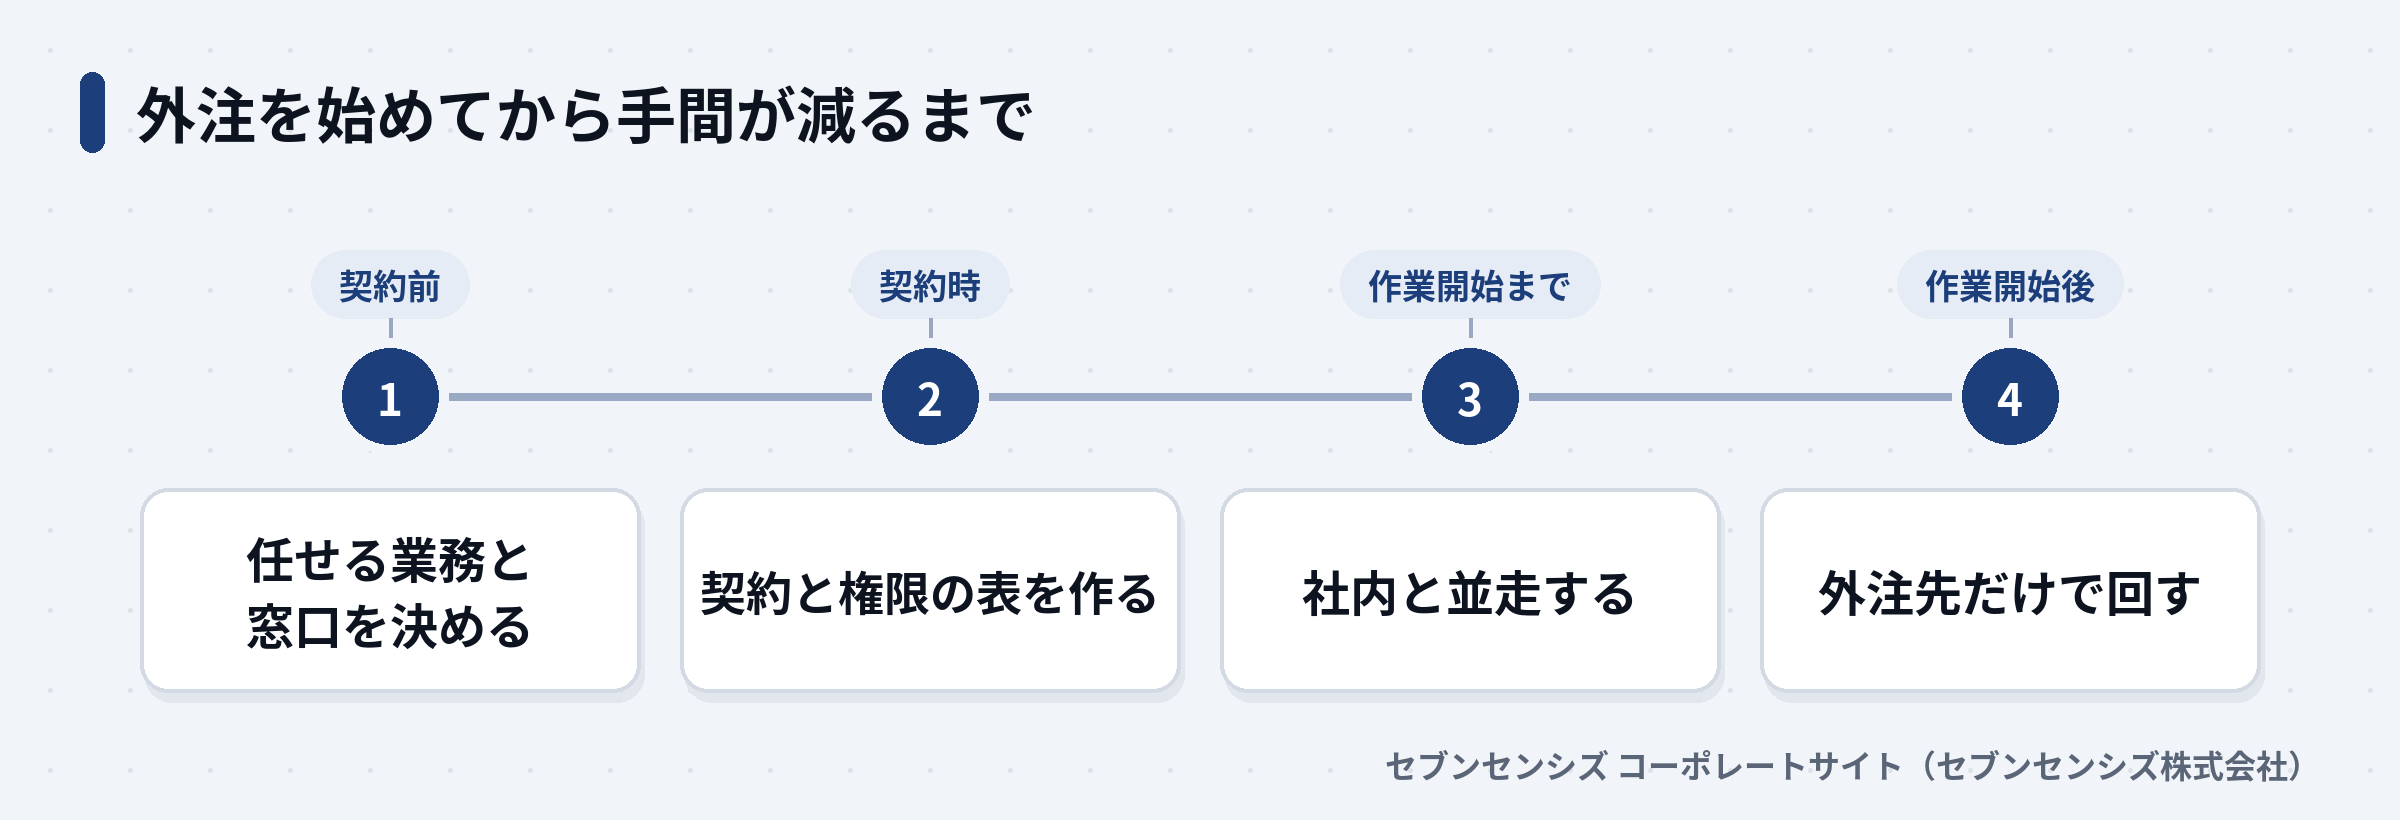 外注を始めてから手間が減るまで
契約前
契約時
作業開始まで
作業開始後
1
2
3
4
任せる業務と
窓口を決める
契約と権限の表を作る
社内と並走する
外注先だけで回す
セブンセンシズ コーポレートサイト（セブンセンシズ株式会社）